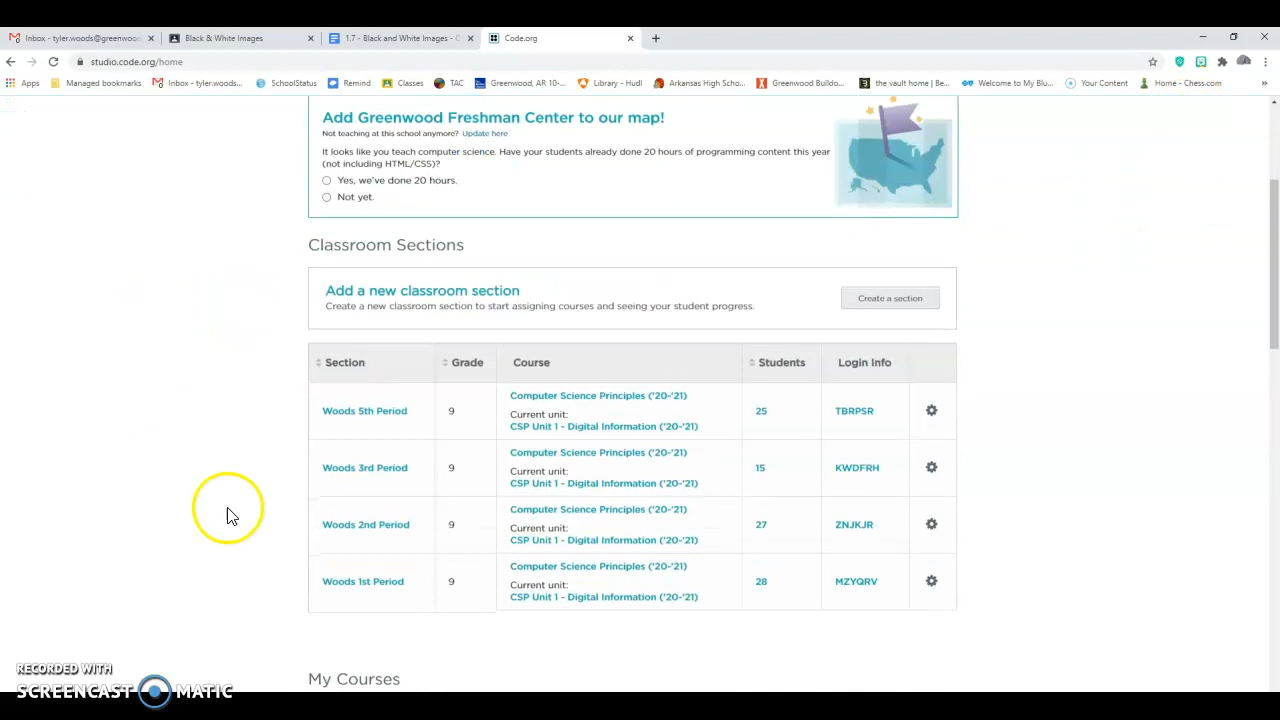 Inbox - tyler.woods@greenwoo
Black & White Images
1.7 - Black and White Images -
Code.org
studio.code.org/home
Apps
Managed bookmarks
Inbox - tyler.woods...
SchoolStatus
Remind
Classes
TAC
Greenwood, AR 10-...
Library - Hudl
Arkansas High Scho...
Greenwood Bulldo...
the vault home | Be...
Welcome to My Blu...
Your Content
Home - Chess.com
Add Greenwood Freshman Center to our map!
Not teaching at this school anymore? Update here
It looks like you teach computer science. Have your students already done 20 hours of programming content this year
(not including HTML/CSS)?
Yes, we've done 20 hours.
Not yet.
Classroom Sections
Add a new classroom section
Create a new classroom section to start assigning courses and seeing your student progress.
Create a section
Section Grade Course Students Login Info
Woods 5th Period 9 Computer Science Principles ('20-'21) 25 TBRPSR
Current unit:
CSP Unit 1 - Digital Information ('20-'21)
Woods 3rd Period 9 Computer Science Principles ('20-'21) 15 KWDFRH
Current unit:
CSP Unit 1 - Digital Information ('20-'21)
Woods 2nd Period 9 Computer Science Principles ('20-'21) 27 ZNJKJR
Current unit:
CSP Unit 1 - Digital Information ('20-'21)
Woods 1st Period 9 Computer Science Principles ('20-'21) 28 MZYQRV
Current unit:
CSP Unit 1 - Digital Information ('20-'21)
My Courses
RECORDED WITH
SCREENCAST MATIC